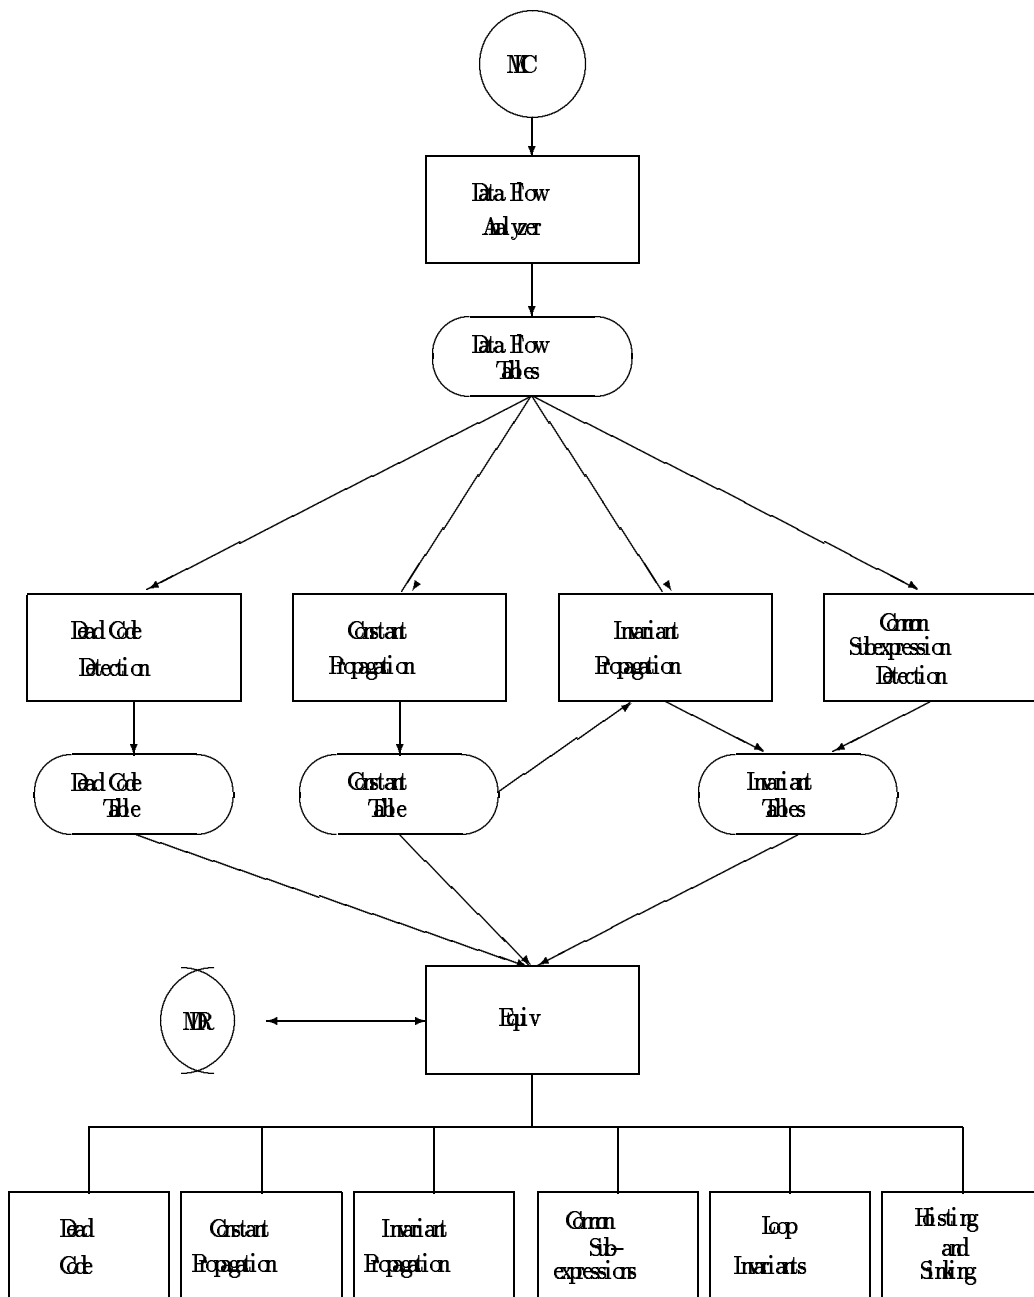 Data Flow
Analyzer
Data Flow
Tables
Dead Code
Detection
Constant
Propagation
Invariant
Propagation
Common
Subexpression
Detection
Dead Code
Table
Constant
Table
Invariant
Tables
Equiv
Dead
Code
Constant
Propagation
Invariant
Propagation
Common
Sub-
expressions
Loop
Invariants
Hoisting
and
Sinking